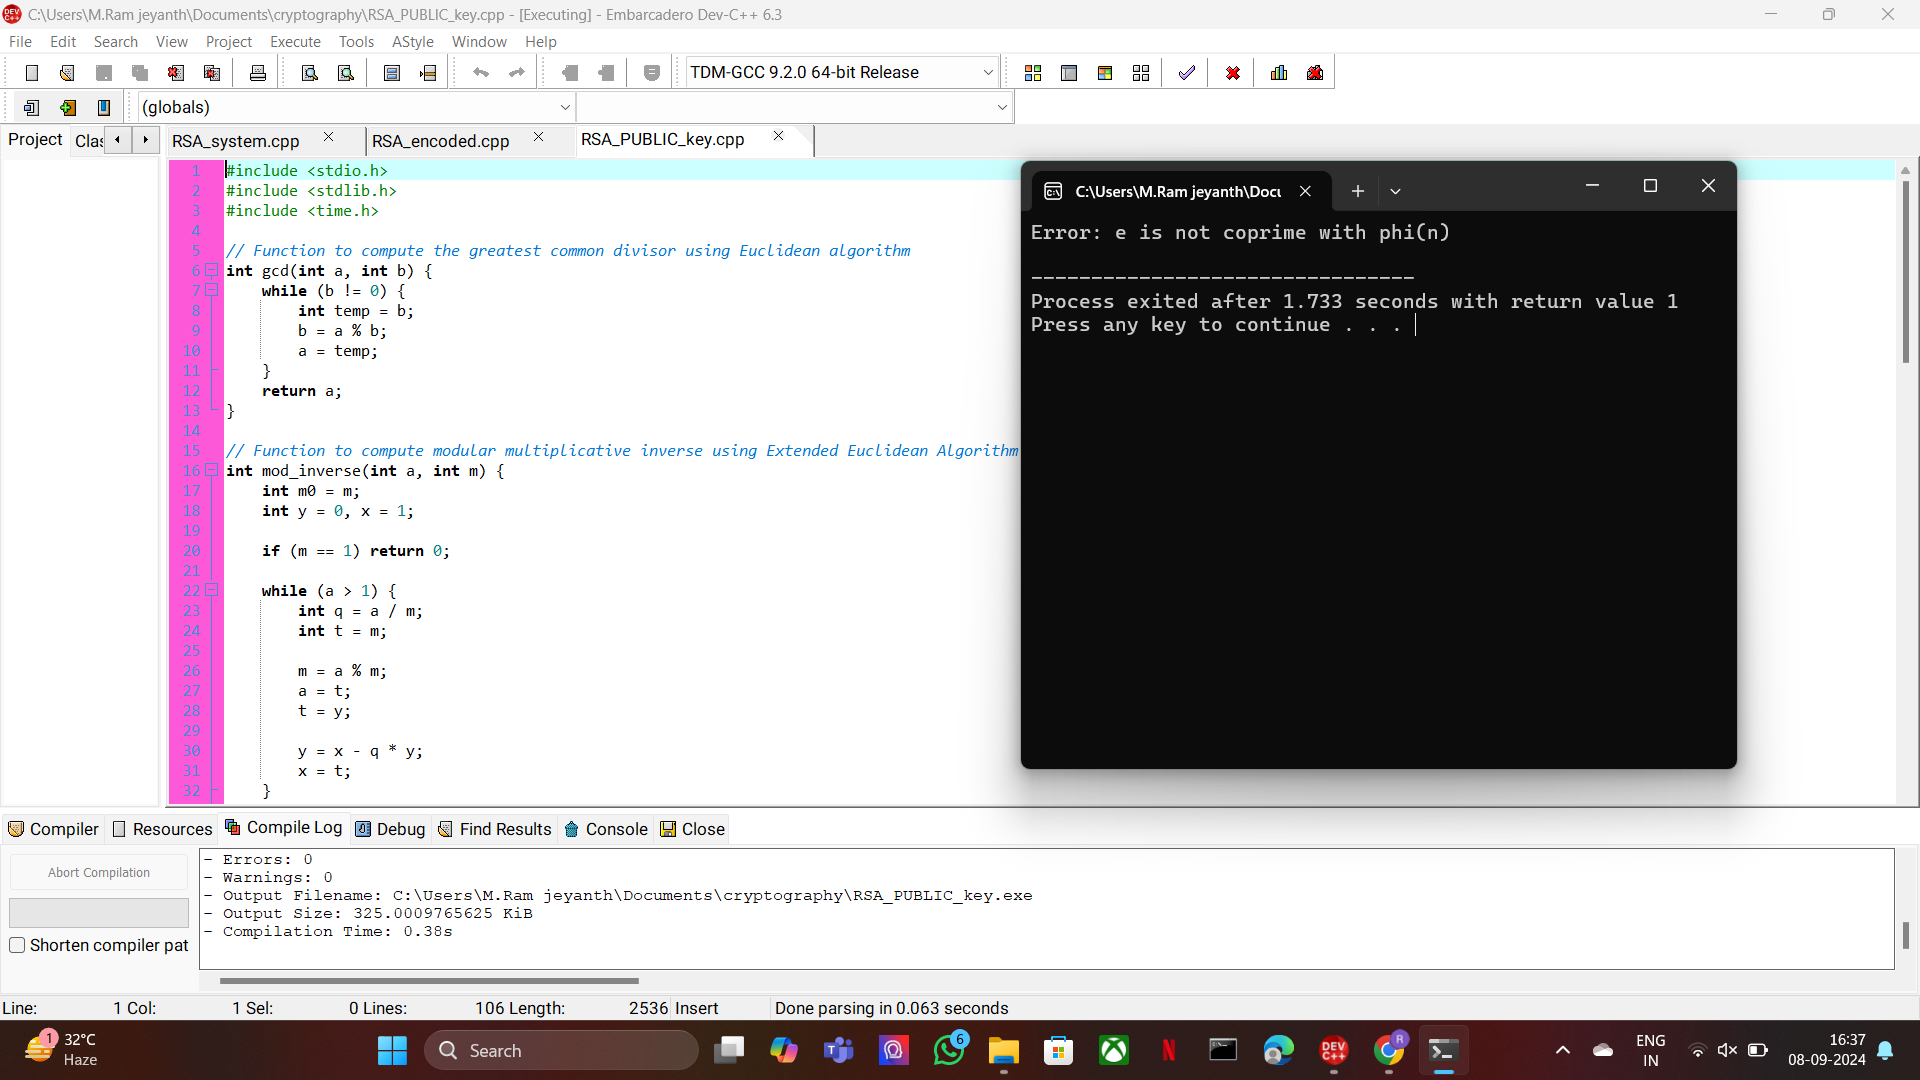 C:\Users\M.Ram jeyanth\Documents\cryptography\RSA_PUBLIC_key.cpp - [Executing] - Embarcadero Dev-C++ 6.3
File Edit Search View Project Execute Tools AStyle Window Help
TDM-GCC 9.2.0 64-bit Release
(globals)
Project Clas RSA_system.cpp RSA_encoded.cpp RSA_PUBLIC_key.cpp
1 #include <stdio.h>
2 #include <stdlib.h>
3 #include <time.h>
4
5 // Function to compute the greatest common divisor using Euclidean algorithm
6 int gcd(int a, int b) {
7 while (b != 0) {
8 int temp = b;
9 b = a % b;
10 a = temp;
11 }
12 return a;
13 }
14
15 // Function to compute modular multiplicative inverse using Extended Euclidean Algorithm
16 int mod_inverse(int a, int m) {
17 int m0 = m;
18 int y = 0, x = 1;
19
20 if (m == 1) return 0;
21
22 while (a > 1) {
23 int q = a / m;
24 int t = m;
25
26 m = a % m;
27 a = t;
28 t = y;
29
30 y = x - q * y;
31 x = t;
32 }
C:\Users\M.Ram jeyanth\Docu
Error: e is not coprime with phi(n)
--------------------------------
Process exited after 1.733 seconds with return value 1
Press any key to continue . . .
Compiler Resources Compile Log Debug Find Results Console Close
Abort Compilation
Shorten compiler pat
- Errors: 0
- Warnings: 0
- Output Filename: C:\Users\M.Ram jeyanth\Documents\cryptography\RSA_PUBLIC_key.exe
- Output Size: 325.0009765625 KiB
- Compilation Time: 0.38s
Line: 1 Col: 1 Sel: 0 Lines: 106 Length: 2536 Insert Done parsing in 0.063 seconds
1
32°C
Haze
Search
6
DEV C++
R
ENG
IN
16:37
08-09-2024